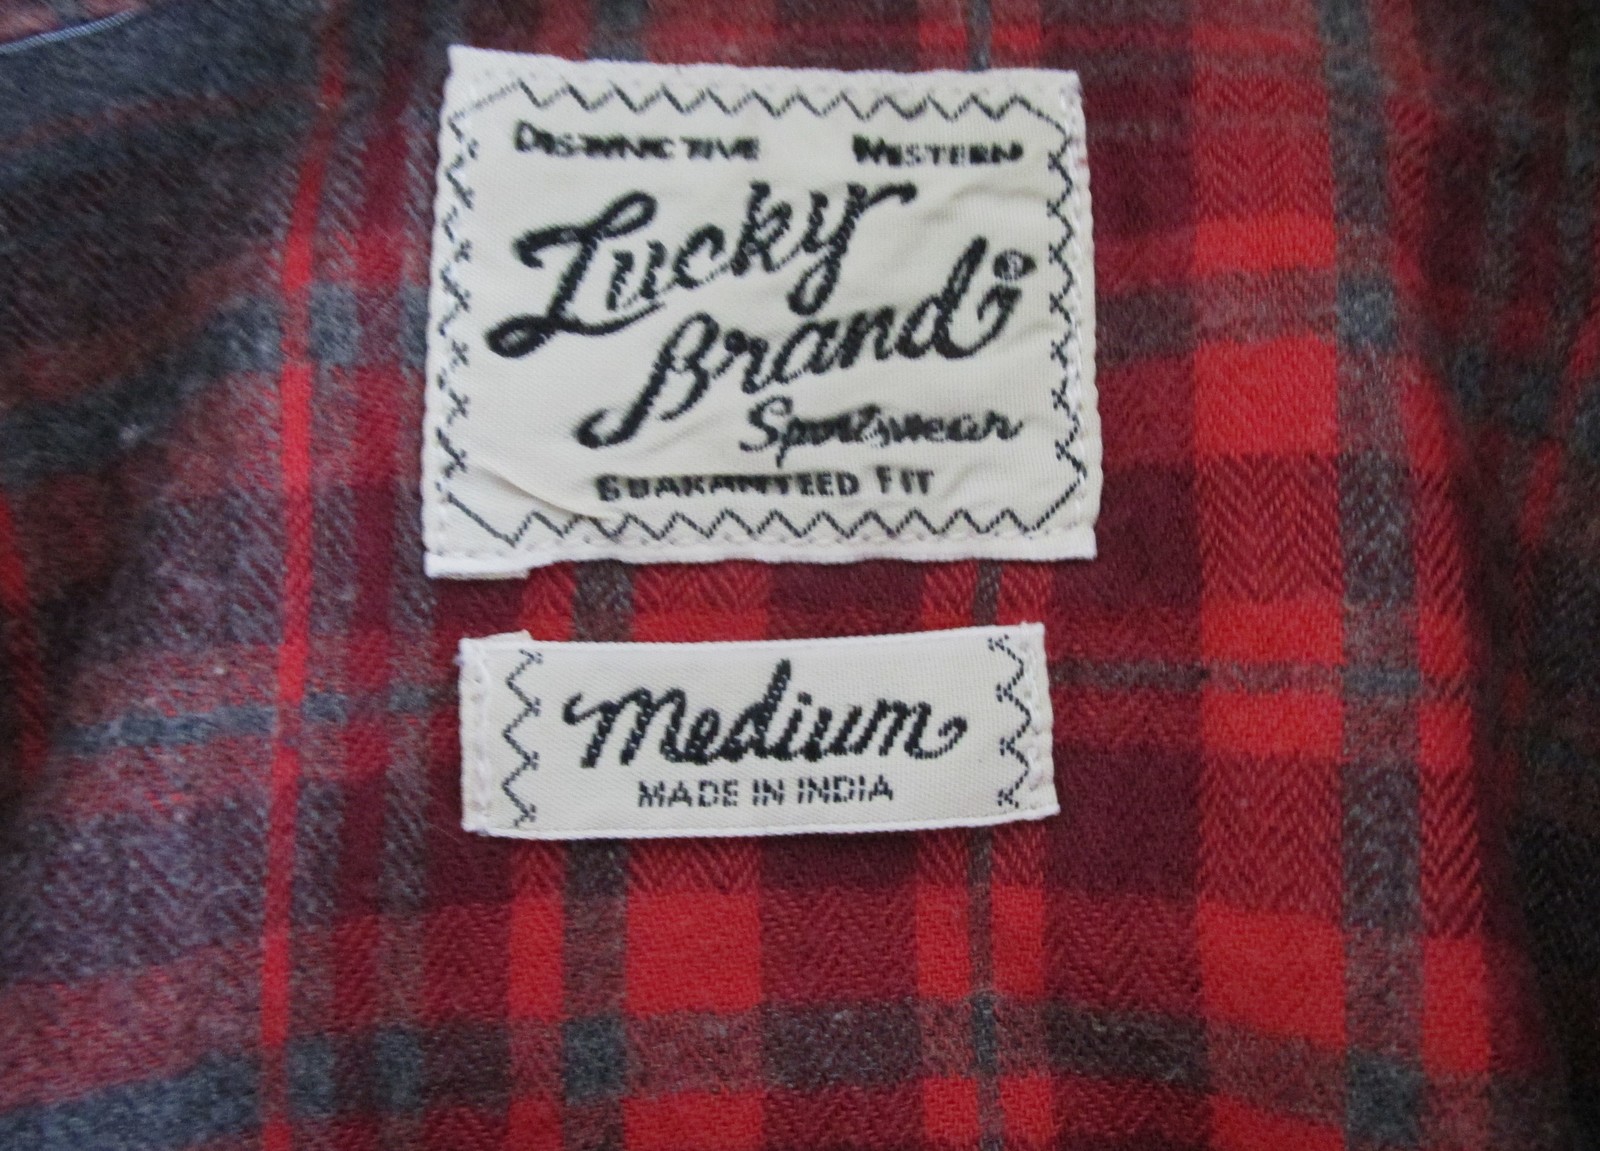 DISTINCTIVE WESTERN
Lucky
Brand
Sportswear
GUARANTEED FIT
Medium
MADE IN INDIA